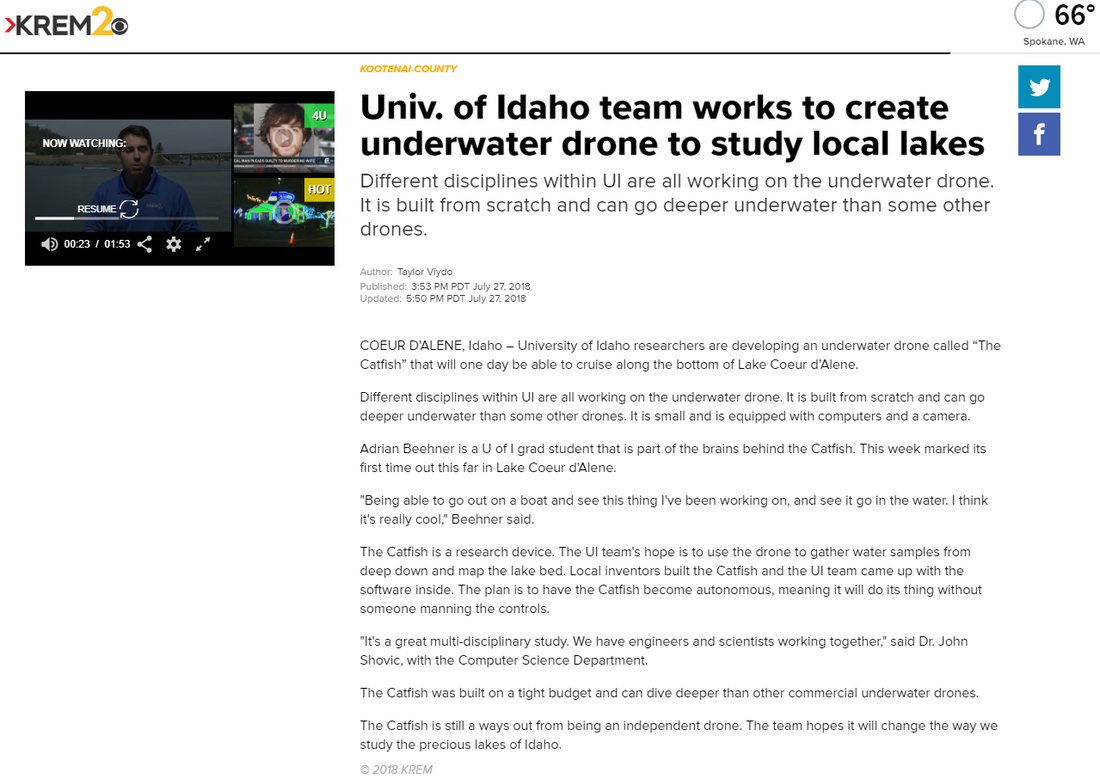 KREM2
66°
Spokane, WA
KOOTENAI-COUNTY
Univ. of Idaho team works to create
underwater drone to study local lakes
Different disciplines within UI are all working on the underwater drone.
It is built from scratch and can go deeper underwater than some other
drones.
NOW WATCHING:
4U
CAL MAN PLEADS GUILTY TO MURDERING WIFE
HOT
RESUME
00:23 / 01:53
Author: Taylor Viydo
Published: 3:53 PM PDT July 27, 2018
Updated: 5:50 PM PDT July 27, 2018
COEUR D'ALENE, Idaho – University of Idaho researchers are developing an underwater drone called “The
Catfish” that will one day be able to cruise along the bottom of Lake Coeur d'Alene.
Different disciplines within UI are all working on the underwater drone. It is built from scratch and can go
deeper underwater than some other drones. It is small and is equipped with computers and a camera.
Adrian Beehner is a U of I grad student that is part of the brains behind the Catfish. This week marked its
first time out this far in Lake Coeur d'Alene.
"Being able to go out on a boat and see this thing I've been working on, and see it go in the water. I think
it's really cool," Beehner said.
The Catfish is a research device. The UI team's hope is to use the drone to gather water samples from
deep down and map the lake bed. Local inventors built the Catfish and the UI team came up with the
software inside. The plan is to have the Catfish become autonomous, meaning it will do its thing without
someone manning the controls.
"It's a great multi-disciplinary study. We have engineers and scientists working together," said Dr. John
Shovic, with the Computer Science Department.
The Catfish was built on a tight budget and can dive deeper than other commercial underwater drones.
The Catfish is still a ways out from being an independent drone. The team hopes it will change the way we
study the precious lakes of Idaho.
© 2018 KREM